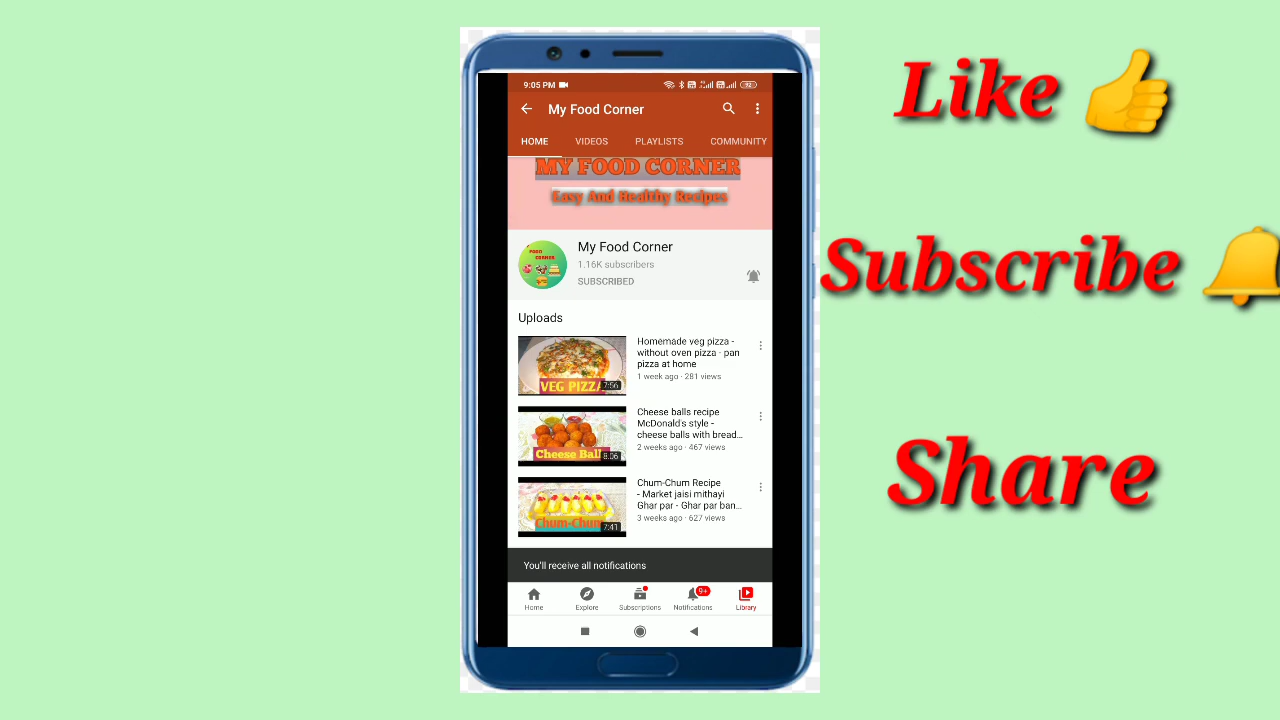 9:05 PM
My Food Corner
HOME VIDEOS PLAYLISTS COMMUNITY
MY FOOD CORNER
Easy And Healthy Recipes
FOOD
CORNER
My Food Corner
1.16K subscribers
SUBSCRIBED
Uploads
VEG PIZZA
7:56
Homemade veg pizza -
without oven pizza - pan
pizza at home
1 week ago · 281 views
Cheese Ball
8:06
Cheese balls recipe
McDonald's style -
cheese balls with bread...
2 weeks ago · 467 views
Chum-Chum
7:41
Chum-Chum Recipe
- Market jaisi mithayi
Ghar par - Ghar par ban...
3 weeks ago · 627 views
You'll receive all notifications
9+
Home Explore Subscriptions Notifications Library
Like
Subscribe
Share